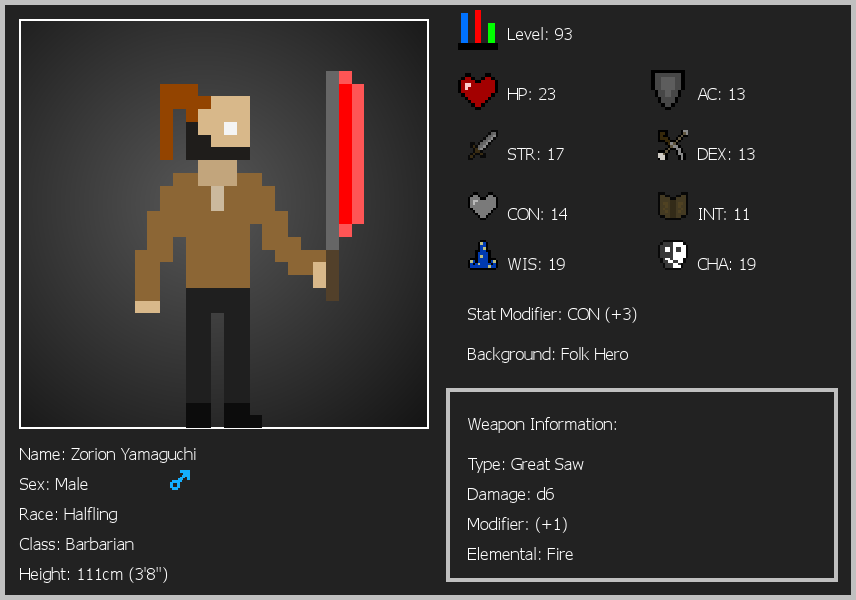 Level: 93
HP: 23
AC: 13
STR: 17
DEX: 13
CON: 14
INT: 11
WIS: 19
CHA: 19
Stat Modifier: CON (+3)
Background: Folk Hero
Weapon Information:
Type: Great Saw
Damage: d6
Modifier: (+1)
Elemental: Fire
Name: Zorion Yamaguchi
Sex: Male
Race: Halfling
Class: Barbarian
Height: 111cm (3'8")